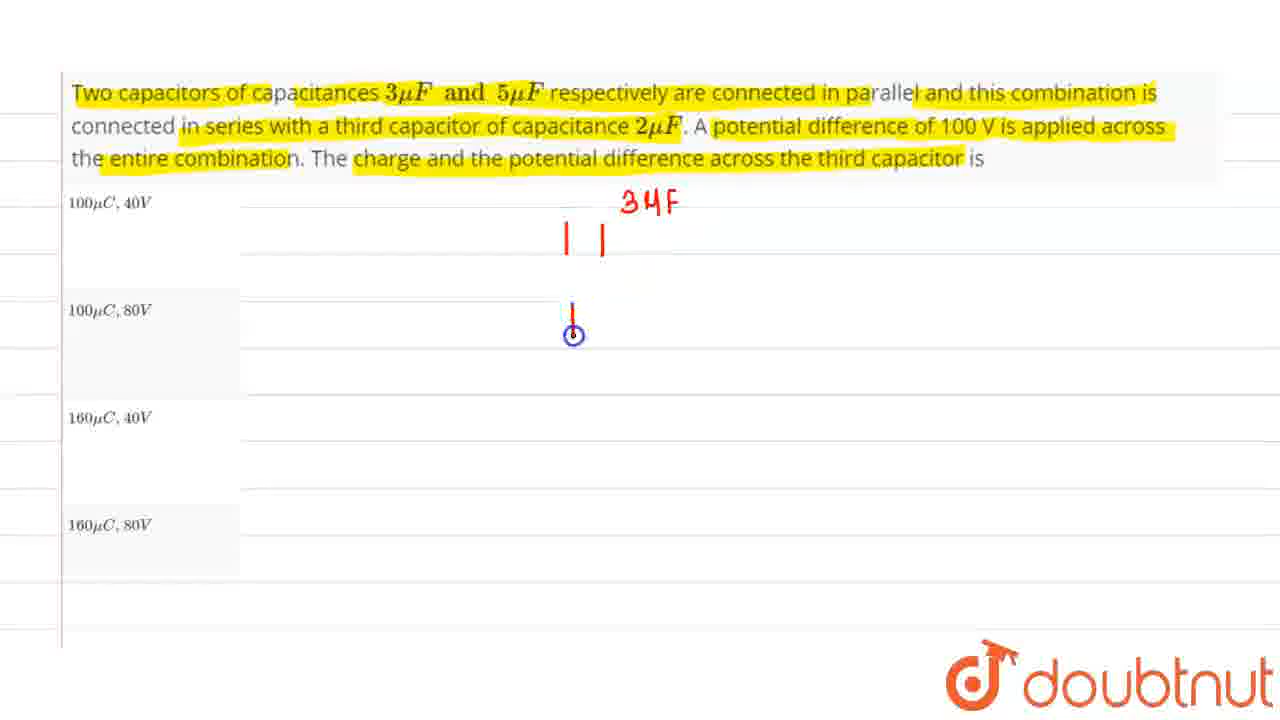 Two capacitors of capacitances 3μF and 5μF respectively are connected in parallel and this combination is
connected in series with a third capacitor of capacitance 2μF. A potential difference of 100 V is applied across
the entire combination. The charge and the potential difference across the third capacitor is
100μC, 40V
3μF
100μC, 80V
160μC, 40V
160μC, 80V
doubtnut